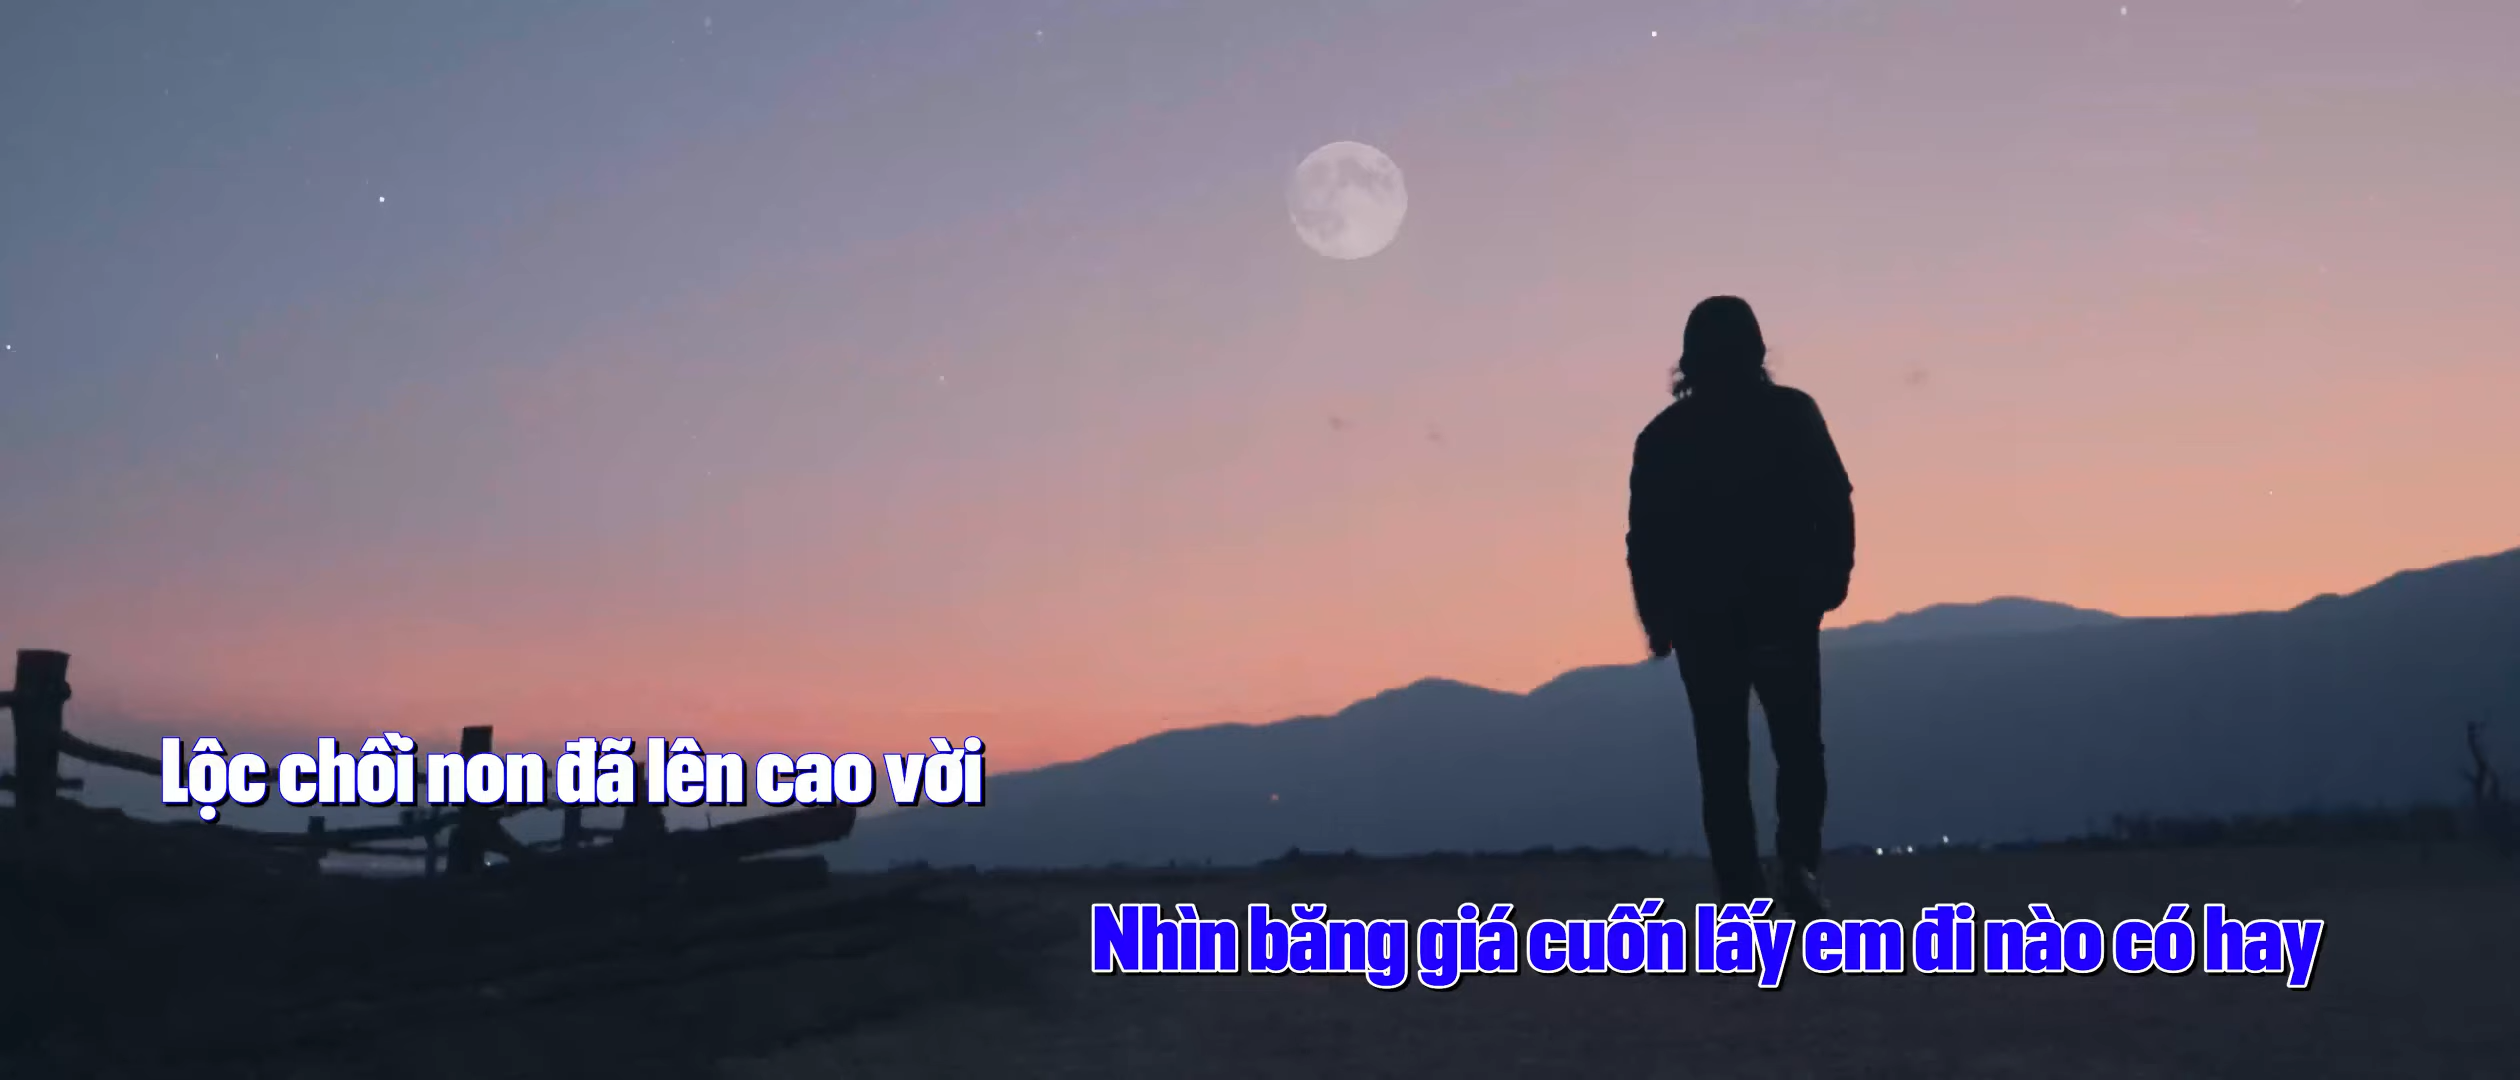 Lộc chồi non đã lên cao vời
Nhìn băng giá cuốn lấy em đi nào có hay